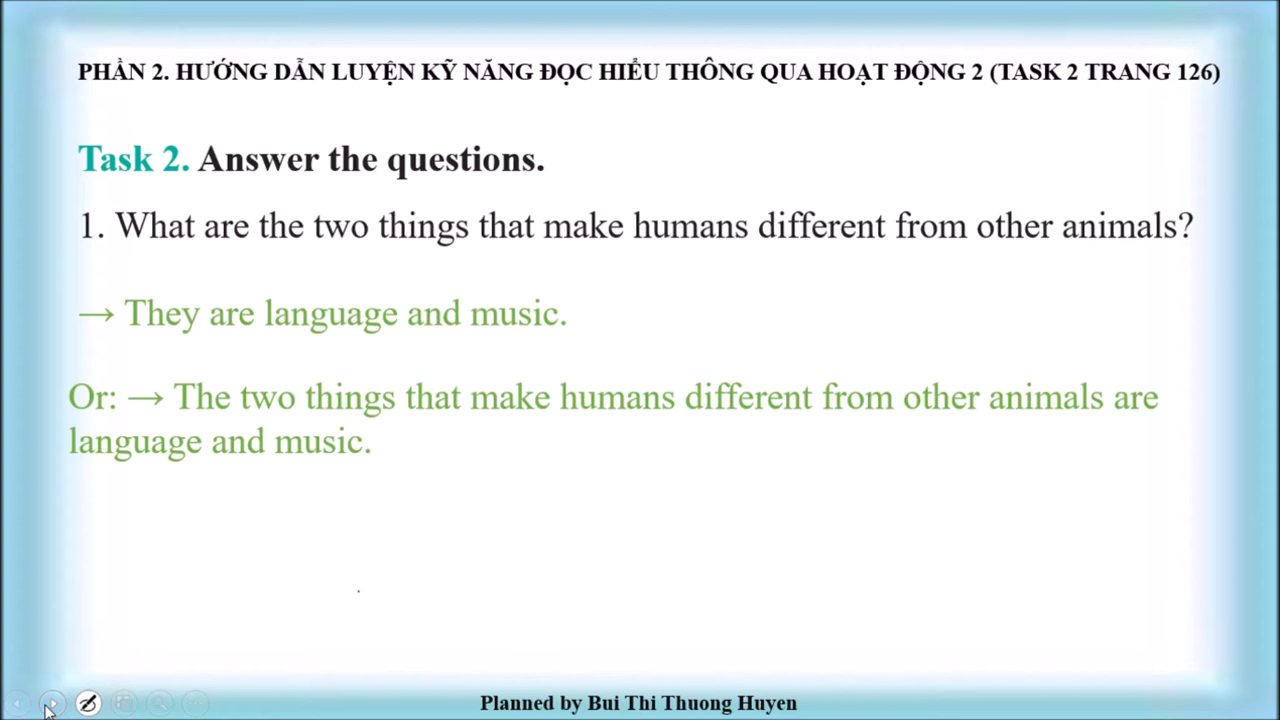 PHẦN 2. HƯỚNG DẪN LUYỆN KỸ NĂNG ĐỌC HIỂU THÔNG QUA HOẠT ĐỘNG 2 (TASK 2 TRANG 126)
Task 2. Answer the questions.
1. What are the two things that make humans different from other animals?
→ They are language and music.
Or: → The two things that make humans different from other animals are
language and music.
Planned by Bui Thi Thuong Huyen